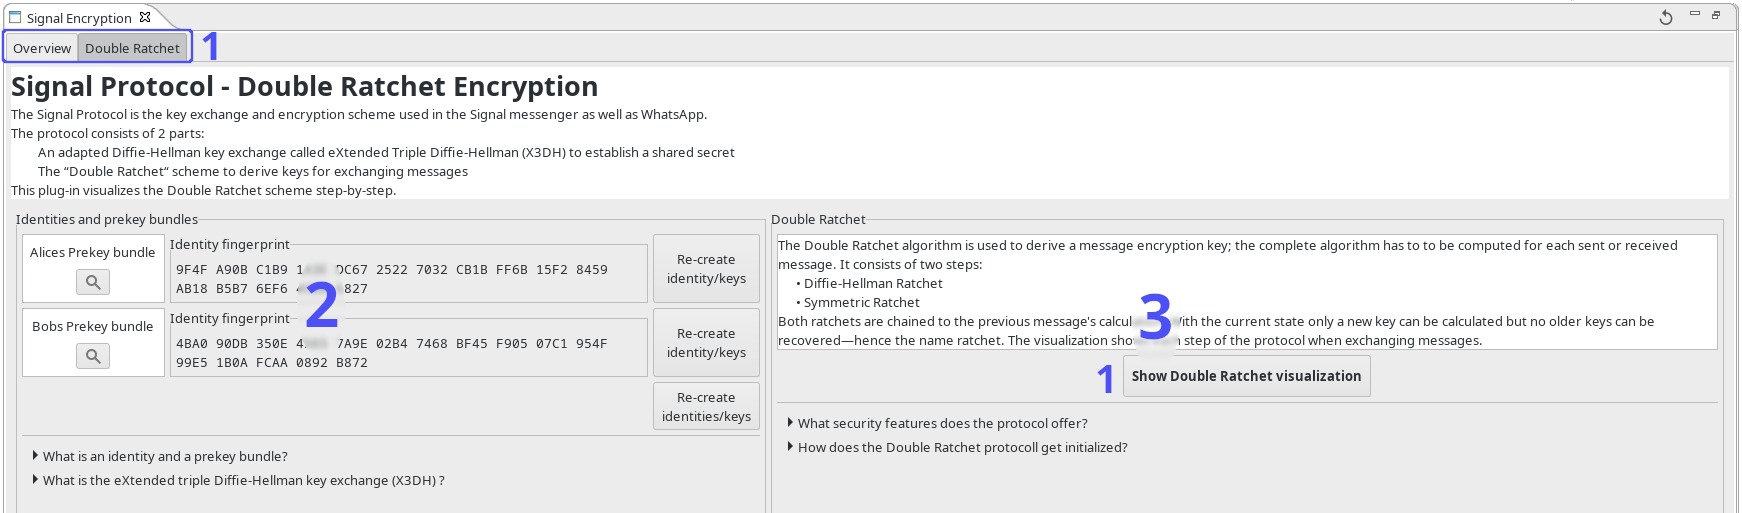 Signal Encryption
Overview Double Ratchet 1
Signal Protocol - Double Ratchet Encryption
The Signal Protocol is the key exchange and encryption scheme used in the Signal messenger as well as WhatsApp.
The protocol consists of 2 parts:
An adapted Diffie-Hellman key exchange called eXtended Triple Diffie-Hellman (X3DH) to establish a shared secret
The “Double Ratchet“ scheme to derive keys for exchanging messages
This plug-in visualizes the Double Ratchet scheme step-by-step.
Identities and prekey bundles
Alices Prekey bundle
Identity fingerprint
9F4F A90B C1B9 DC67 2522 7032 CB1B FF6B 15F2 8459
AB18 B5B7 6EF6 827
Re-create
identity/keys
2
Bobs Prekey bundle
Identity fingerprint
4BA0 90DB 350E 7A9E 02B4 7468 BF45 F905 07C1 954F
99E5 1B0A FCAA 0892 B872
Re-create
identity/keys
Re-create
identities/keys
What is an identity and a prekey bundle?
What is the eXtended triple Diffie-Hellman key exchange (X3DH) ?
Double Ratchet
The Double Ratchet algorithm is used to derive a message encryption key; the complete algorithm has to to be computed for each sent or received
message. It consists of two steps:
• Diffie-Hellman Ratchet
• Symmetric Ratchet
3
Both ratchets are chained to the previous message's With the current state only a new key can be calculated but no older keys can be
recovered—hence the name ratchet. The visualization step of the protocol when exchanging messages.
1 Show Double Ratchet visualization
What security features does the protocol offer?
How does the Double Ratchet protocoll get initialized?